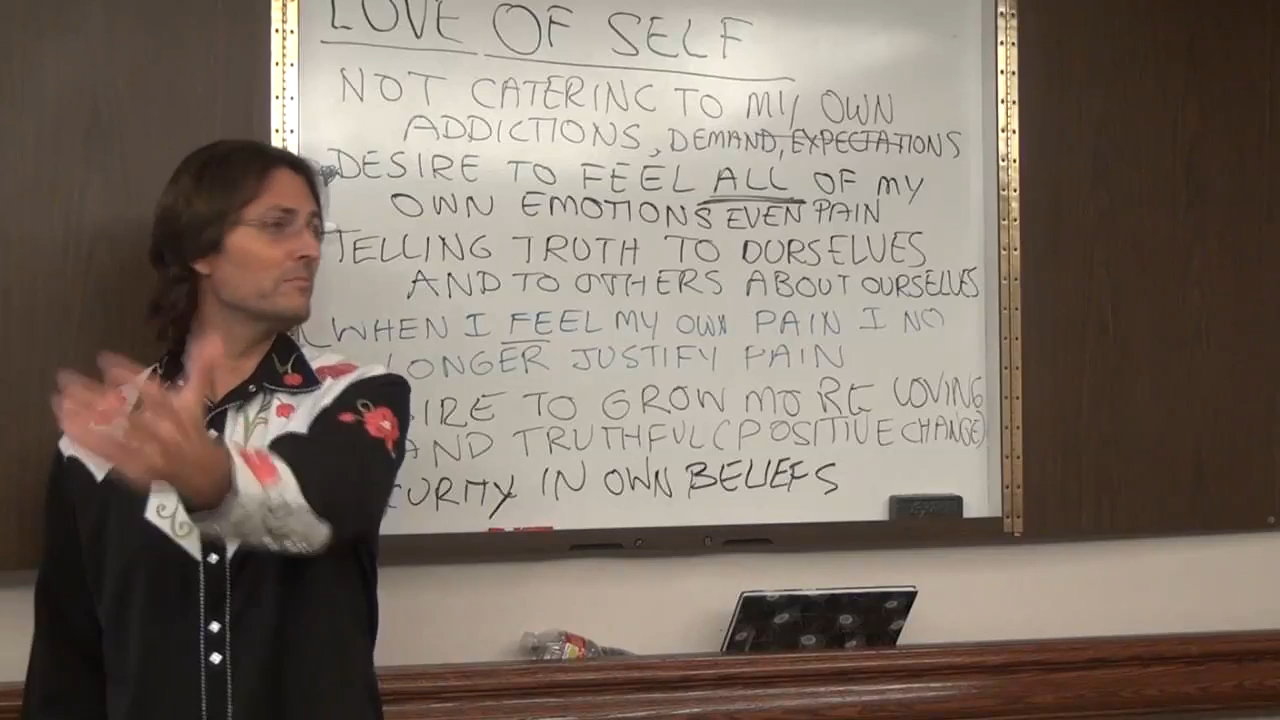 LOVE OF SELF
NOT CATERING TO MY OWN
ADDICTIONS, DEMAND, EXPECTATIONS
DESIRE TO FEEL ALL OF MY
OWN EMOTIONS EVEN PAIN
TELLING TRUTH TO OURSELVES
AND TO OTHERS ABOUT OURSELVES
WHEN I FEEL MY OWN PAIN I NO
LONGER JUSTIFY PAIN
IRE TO GROW MORE LOVING
AND TRUTHFUL (POSITIVE CHANGE)
CURITY IN OWN BELIEFS